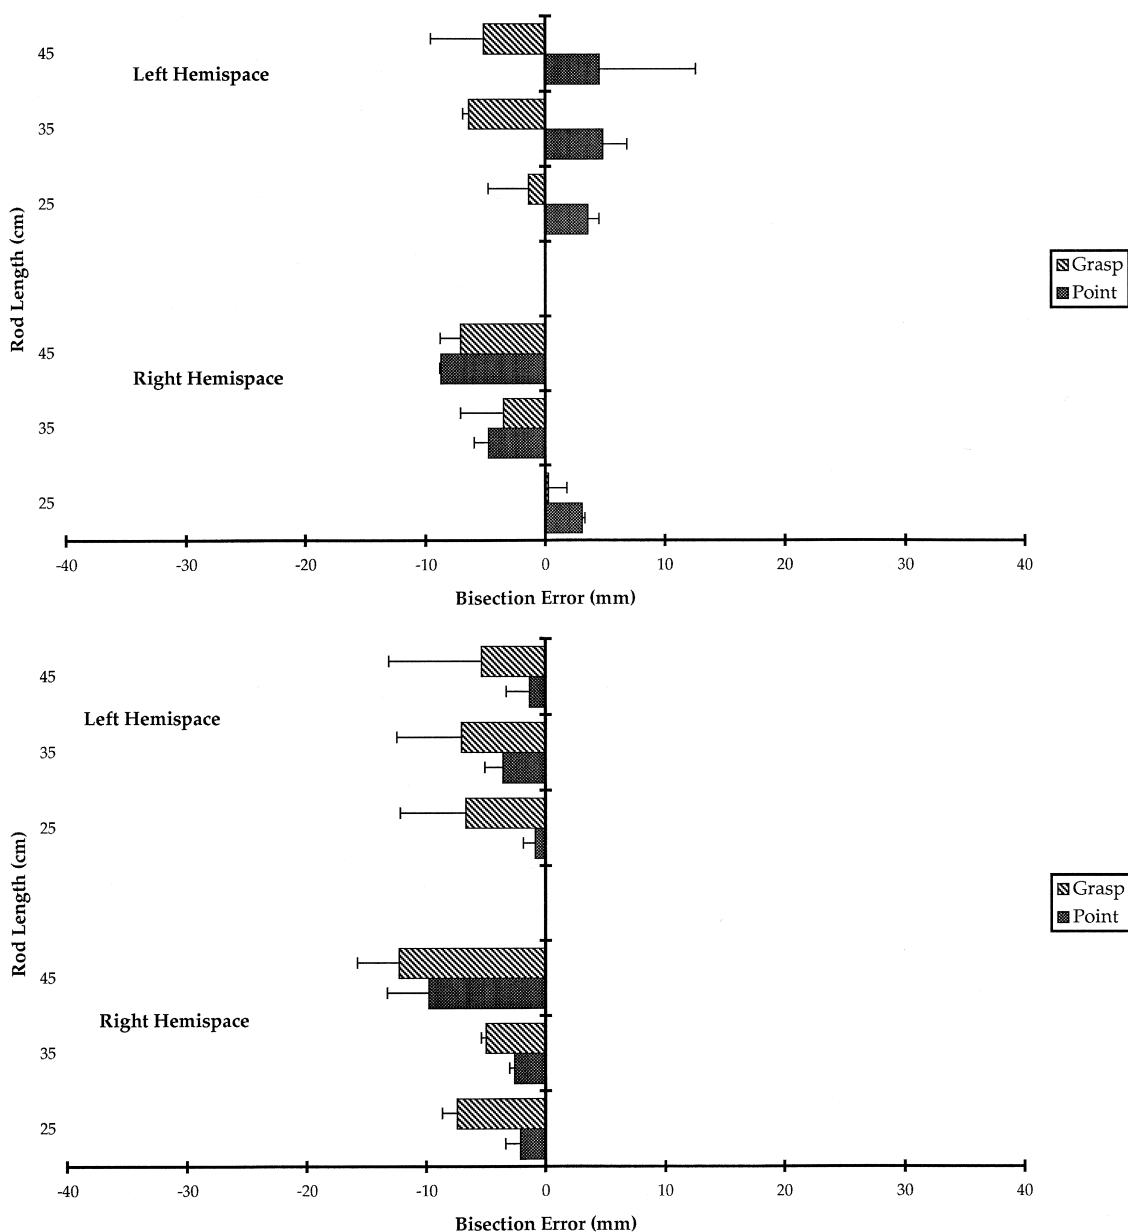 45
Left Hemispace
35
25
Rod Length (cm)
Grasp
Point
45
Right Hemispace
35
25
-40 -30 -20 -10 0 10 20 30 40
Bisection Error (mm)
45
Left Hemispace
35
25
Rod Length (cm)
Grasp
Point
45
Right Hemispace
35
25
-40 -30 -20 -10 0 10 20 30 40
Bisection Error (mm)